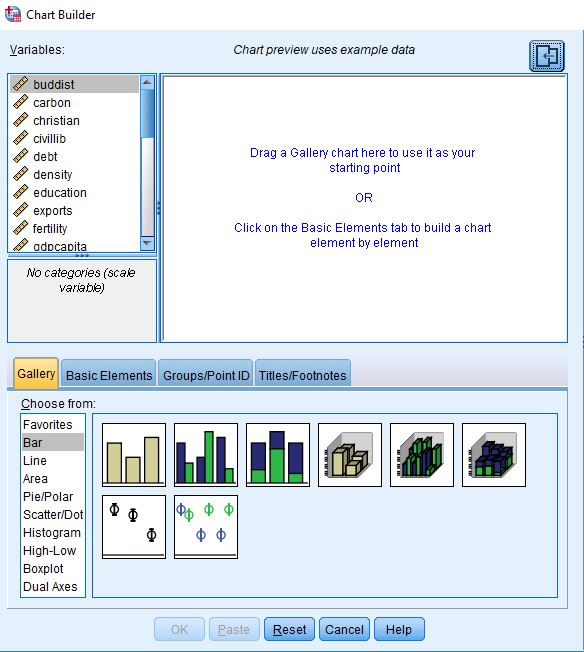 Chart Builder
Variables:
Chart preview uses example data
buddist
carbon
christian
civillib
debt
density
education
exports
fertility
gdpcapita
No categories (scale
variable)
Drag a Gallery chart here to use it as your
starting point
OR
Click on the Basic Elements tab to build a chart
element by element
Gallery
Basic Elements
Groups/Point ID
Titles/Footnotes
Choose from:
Favorites
Bar
Line
Area
Pie/Polar
Scatter/Dot
Histogram
High-Low
Boxplot
Dual Axes
OK
Paste
Reset
Cancel
Help